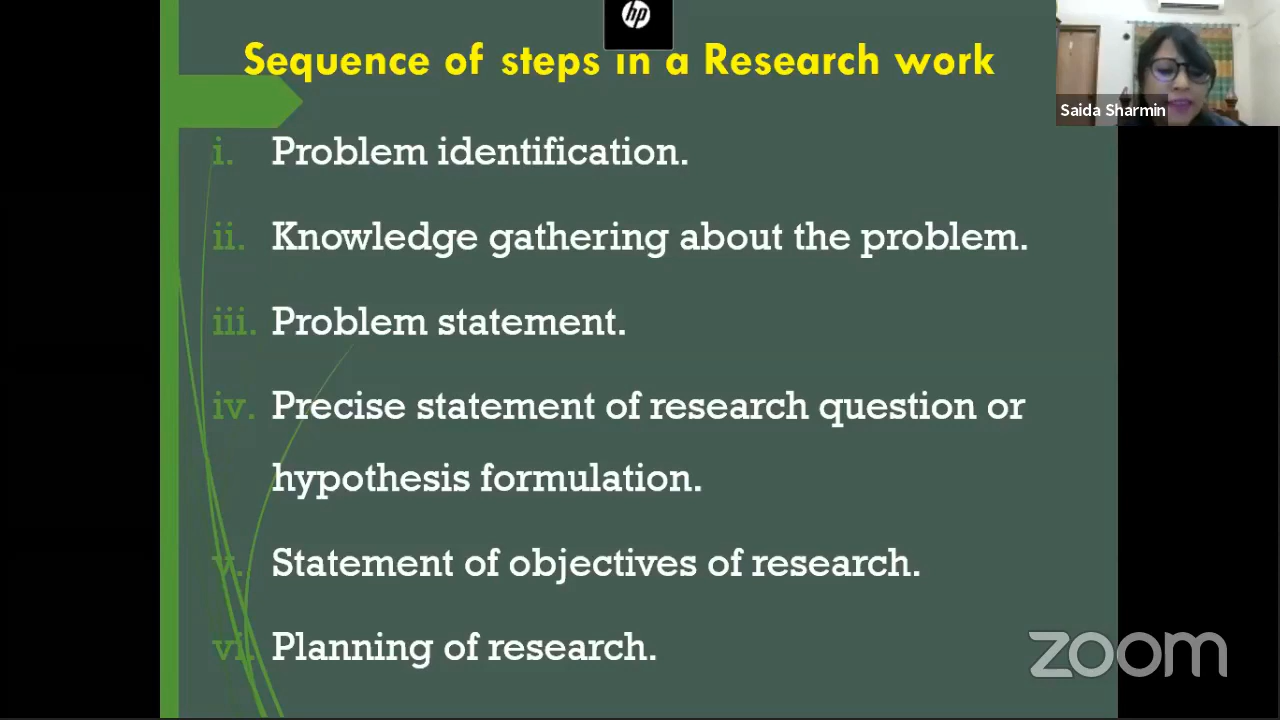 hp
Sequence of steps in a Research work
Saida Sharmin
i. Problem identification.
ii. Knowledge gathering about the problem.
iii. Problem statement.
iv. Precise statement of research question or
hypothesis formulation.
v. Statement of objectives of research.
vi. Planning of research.
zoom